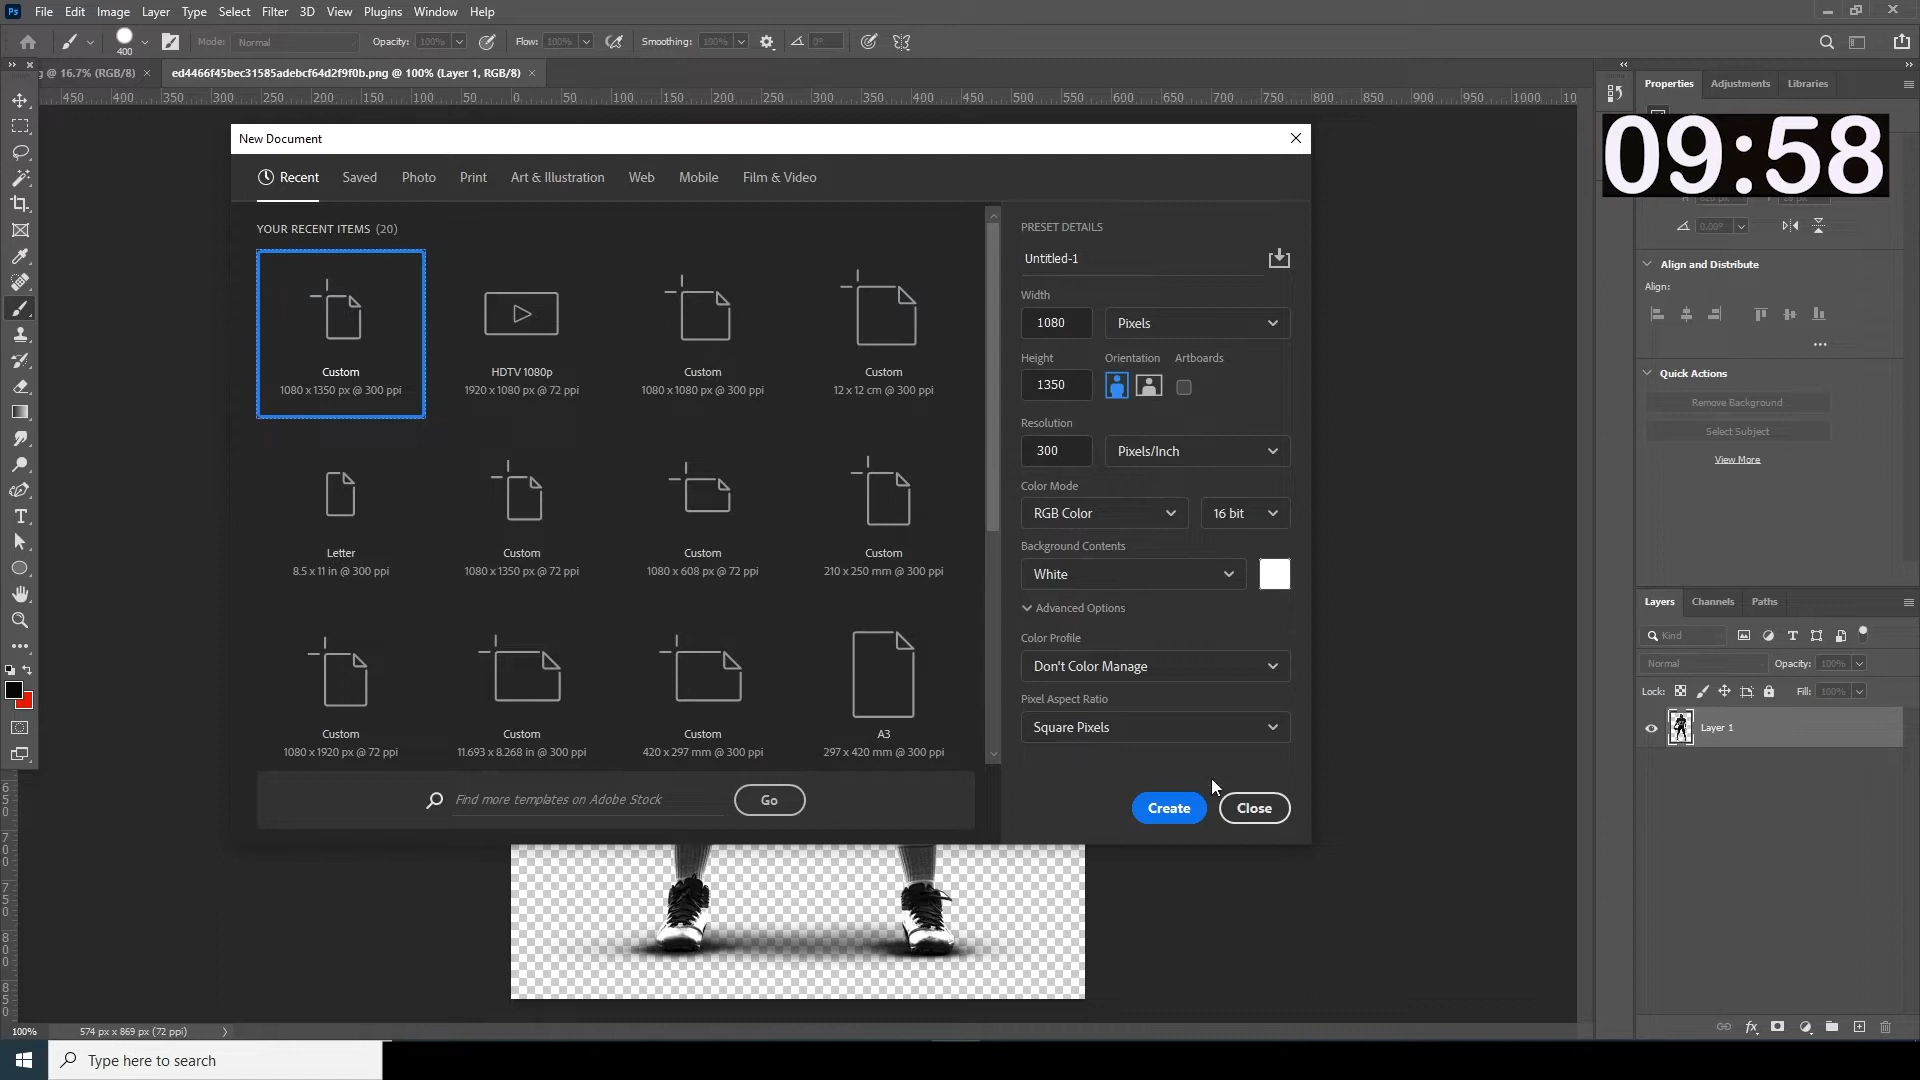 Ps File Edit Image Layer Type Select Filter 3D View Plugins Window Help
400 Mode: Normal Opacity: 100% Flow: 100% Smoothing: 100% 0°
g @ 16.7% (RGB/8) × ed4466f45bec31585adebcf64d2f9f0b.png @ 100% (Layer 1, RGB/8) ×
450 400 350 300 250 200 150 100 50 0 50 100 150 200 250 300 350 400 450 500 550 600 650 700 750 800 850 900 950 1000
Properties Adjustments Libraries
09:58
0.00°
Align and Distribute
Align:
Quick Actions
Remove Background
Select Subject
View More
New Document
Recent Saved Photo Print Art & Illustration Web Mobile Film & Video
YOUR RECENT ITEMS (20)
Custom
1080 x 1350 px @ 300 ppi
HDTV 1080p
1920 x 1080 px @ 72 ppi
Custom
1080 x 1080 px @ 300 ppi
Custom
12 x 12 cm @ 300 ppi
Letter
8.5 x 11 in @ 300 ppi
Custom
1080 x 1350 px @ 72 ppi
Custom
1080 x 608 px @ 72 ppi
Custom
210 x 250 mm @ 300 ppi
Custom
1080 x 1920 px @ 72 ppi
Custom
11.693 x 8.268 in @ 300 ppi
Custom
420 x 297 mm @ 300 ppi
A3
297 x 420 mm @ 300 ppi
Find more templates on Adobe Stock Go
PRESET DETAILS
Untitled-1
Width
1080 Pixels
Height Orientation Artboards
1350
Resolution
300 Pixels/Inch
Color Mode
RGB Color 16 bit
Background Contents
White
Advanced Options
Color Profile
Don't Color Manage
Pixel Aspect Ratio
Square Pixels
Create Close
Layers Channels Paths
Kind
Normal Opacity: 100%
Lock: Fill: 100%
Layer 1
650
700
750
800
850
100% 574 px x 869 px (72 ppi)
Type here to search